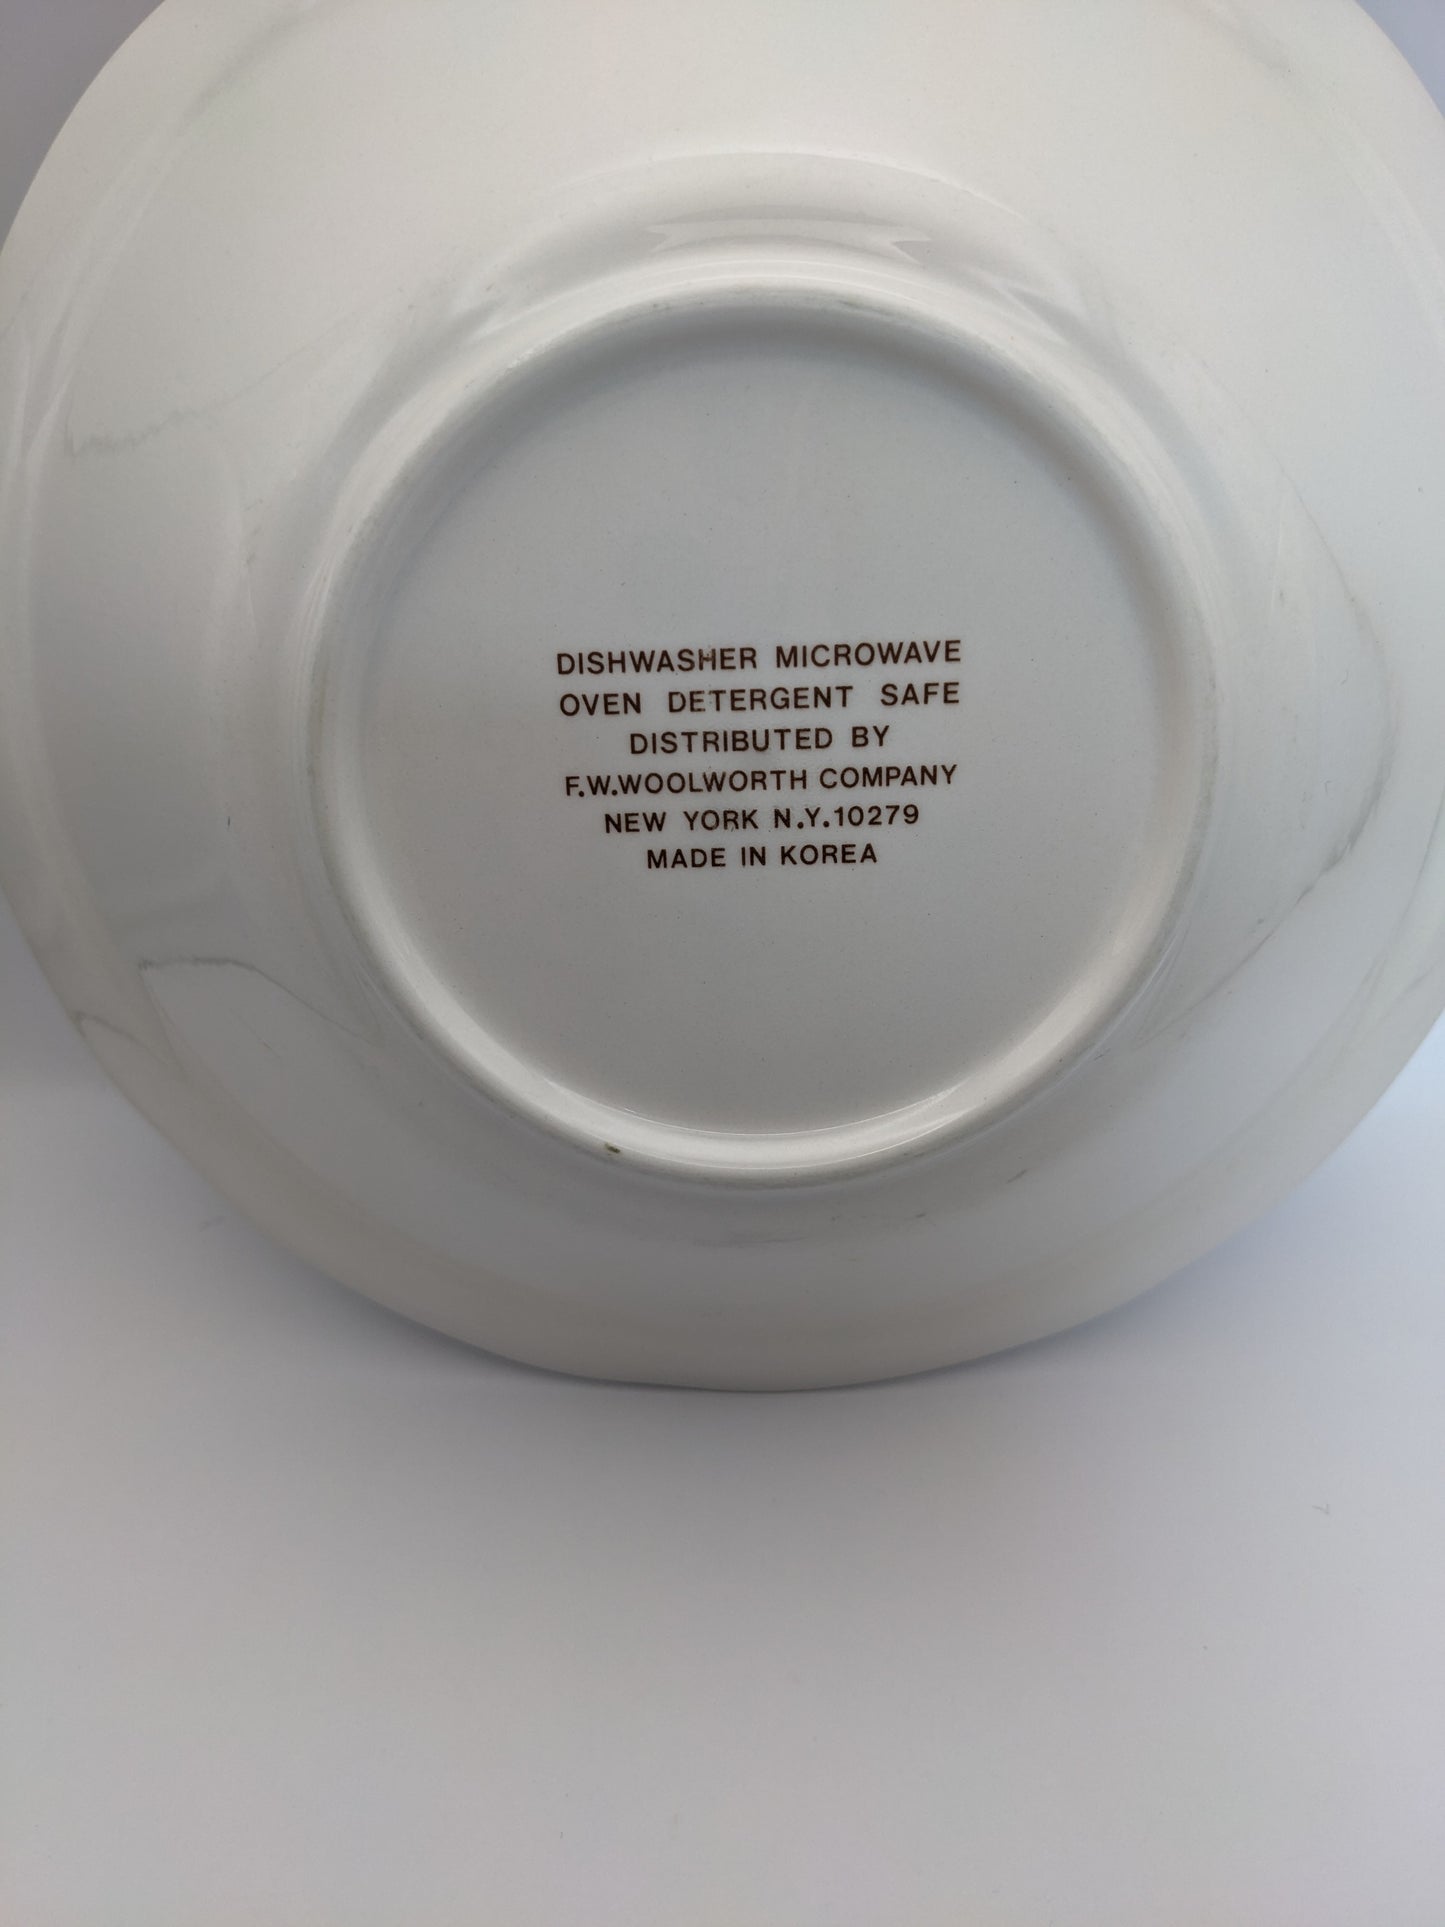 DISHWASHER MICROWAVE
OVEN DETERGENT SAFE
DISTRIBUTED BY
F.W.WOOLWORTH COMPANY
NEW YORK N.Y.10279
MADE IN KOREA